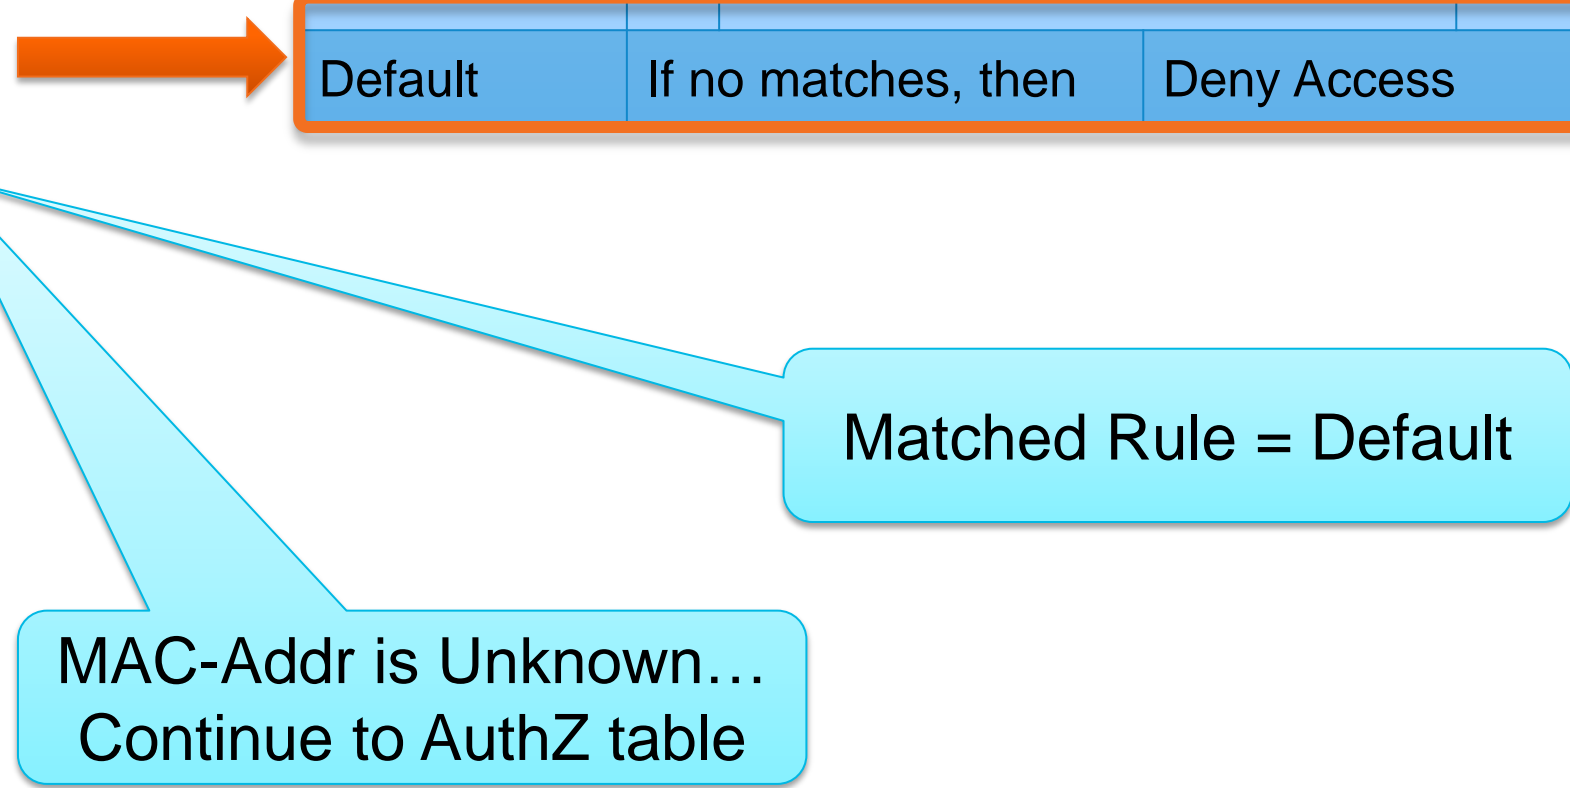 Default If no matches, then Deny Access
Matched Rule = Default
MAC-Addr is Unknown…
Continue to AuthZ table